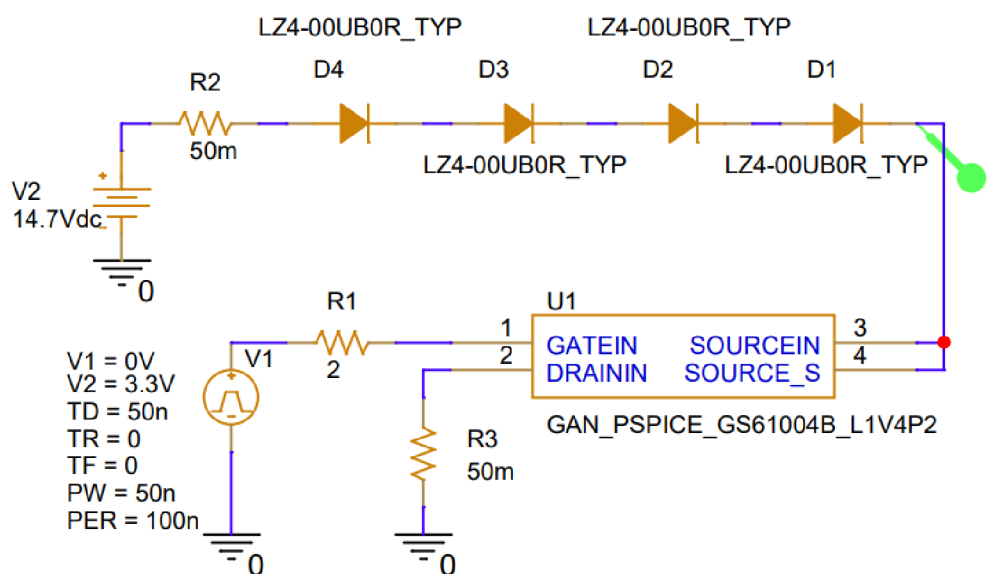 LZ4-00UB0R_TYP LZ4-00UB0R_TYP
D4 D3 D2 D1
R2
50m
LZ4-00UB0R_TYP LZ4-00UB0R_TYP
+
V2
14.7Vdc
-
0
R1
2
U1
1
2
GATEIN SOURCEIN
DRAININ SOURCE_S
3
4
GAN_PSPICE_GS61004B_L1V4P2
V1
+
-
V1 = 0V
V2 = 3.3V
TD = 50n
TR = 0
TF = 0
PW = 50n
PER = 100n
R3
50m
0
0